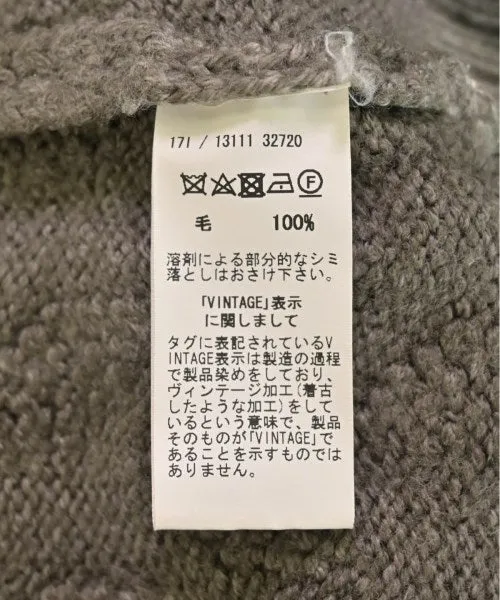 17I / 13111 32720
F
毛 100%
溶剤による部分的なシミ
落としはおさけ下さい。
「VINTAGE」表示
に関しまして
タグに表記されているV
INTAGE表示は製造の過程
で製品染めをしており、
ヴィンテージ加工(着古
したような加工)をして
いるという意味で、製品
そのものが「VINTAGE」で
あることを示すものでは
ありません。